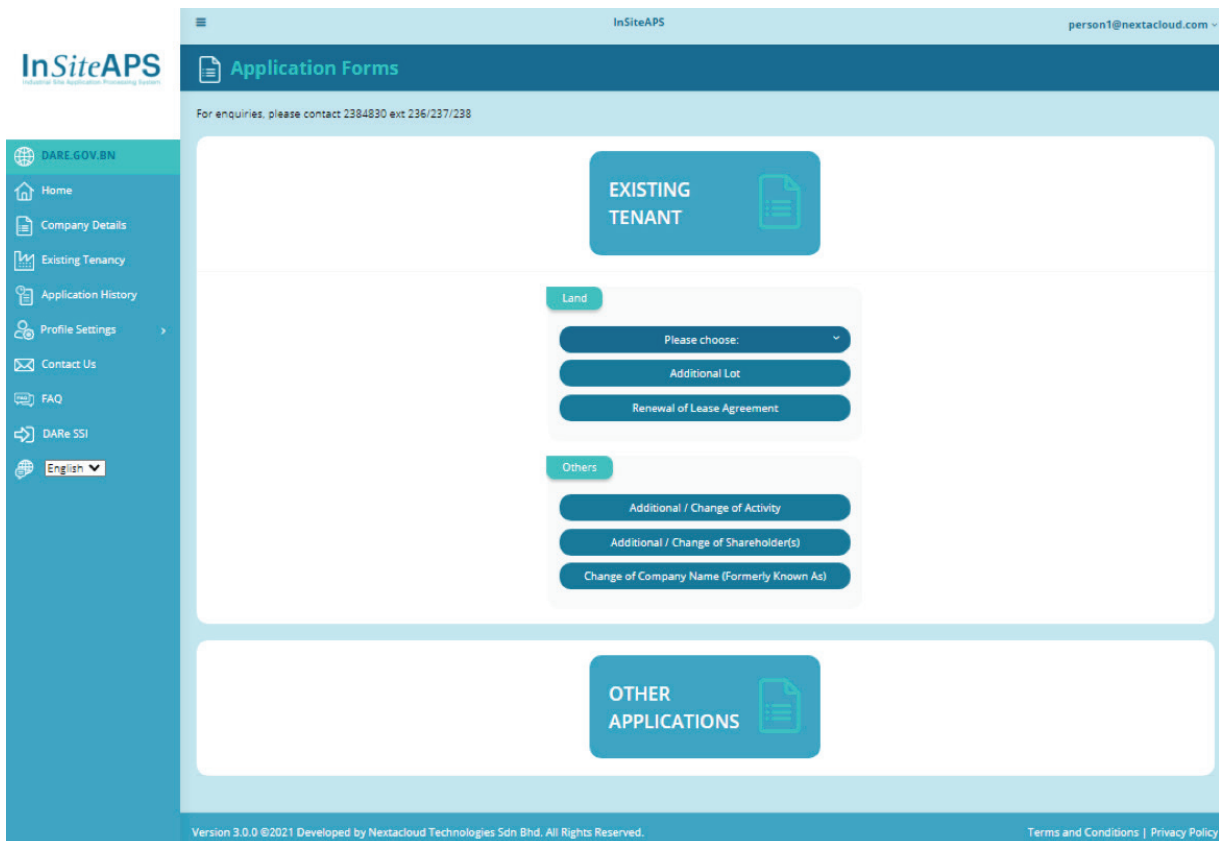 InSiteAPS
person1@nextacloud.com
InSiteAPS
Industrial Site Application Processing System
Application Forms
For enquiries, please contact 2384830 ext 236/237/238
DARE.GOV.BN
Home
Company Details
Existing Tenancy
Application History
Profile Settings
Contact Us
FAQ
DARe SSI
English
EXISTING
TENANT
Land
Please choose:
Additional Lot
Renewal of Lease Agreement
Others
Additional / Change of Activity
Additional / Change of Shareholder(s)
Change of Company Name (Formerly Known As)
OTHER
APPLICATIONS
Version 3.0.0 ©2021 Developed by Nextacloud Technologies Sdn Bhd. All Rights Reserved.
Terms and Conditions | Privacy Policy